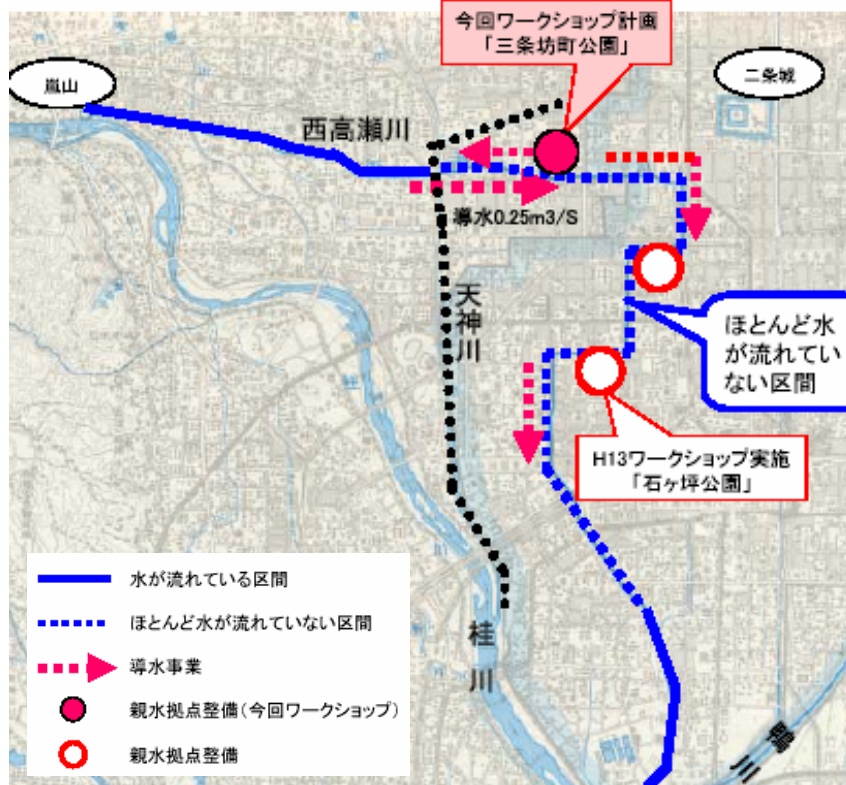 今回ワークショップ計画
「三条坊町公園」
嵐山
二条城
西高瀬川
導水0.25m3/S
天神川
ほとんど水
が流れてい
ない区間
H13ワークショップ実施
「石ヶ坪公園」
水が流れている区間
ほとんど水が流れていない区間
導水事業
親水拠点整備(今回ワークショップ)
親水拠点整備
桂川
鴨川